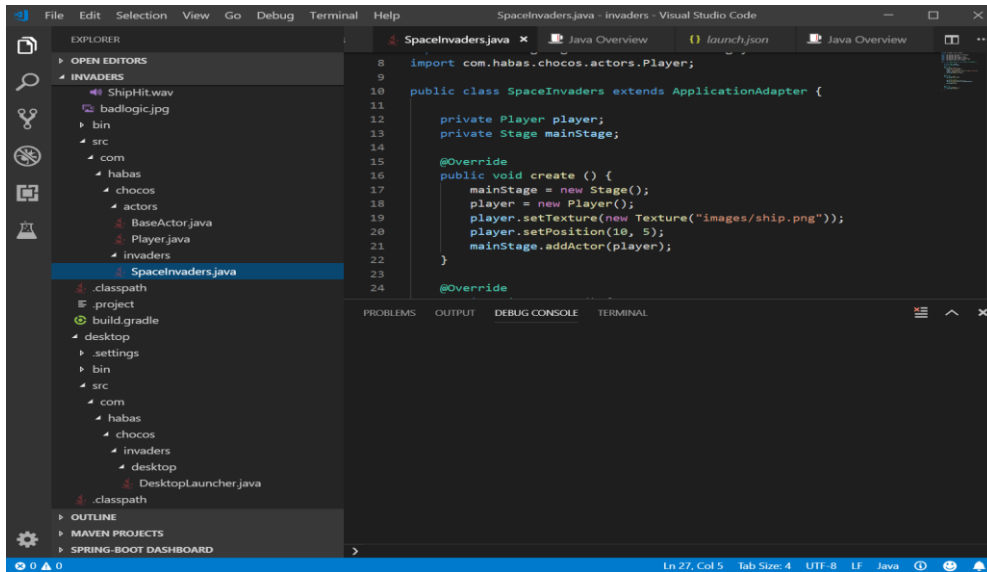 File Edit Selection View Go Debug Terminal Help SpaceInvaders.java - invaders - Visual Studio Code
EXPLORER
OPEN EDITORS
INVADERS
ShipHit.wav
badlogic.jpg
bin
src
com
habas
chocos
actors
BaseActor.java
Player.java
invaders
SpaceInvaders.java
.classpath
.project
build.gradle
desktop
.settings
bin
src
com
habas
chocos
invaders
desktop
DesktopLauncher.java
.classpath
OUTLINE
MAVEN PROJECTS
SPRING-BOOT DASHBOARD
SpaceInvaders.java Java Overview {} launch.json Java Overview
8 import com.habas.chocos.actors.Player;
9
10 public class SpaceInvaders extends ApplicationAdapter {
11
12 private Player player;
13 private Stage mainStage;
14
15 @Override
16 public void create () {
17 mainStage = new Stage();
18 player = new Player();
19 player.setTexture(new Texture("images/ship.png"));
20 player.setPosition(10, 5);
21 mainStage.addActor(player);
22 }
23
24 @Override
PROBLEMS OUTPUT DEBUG CONSOLE TERMINAL
0 0 Ln 27, Col 5 Tab Size: 4 UTF-8 LF Java